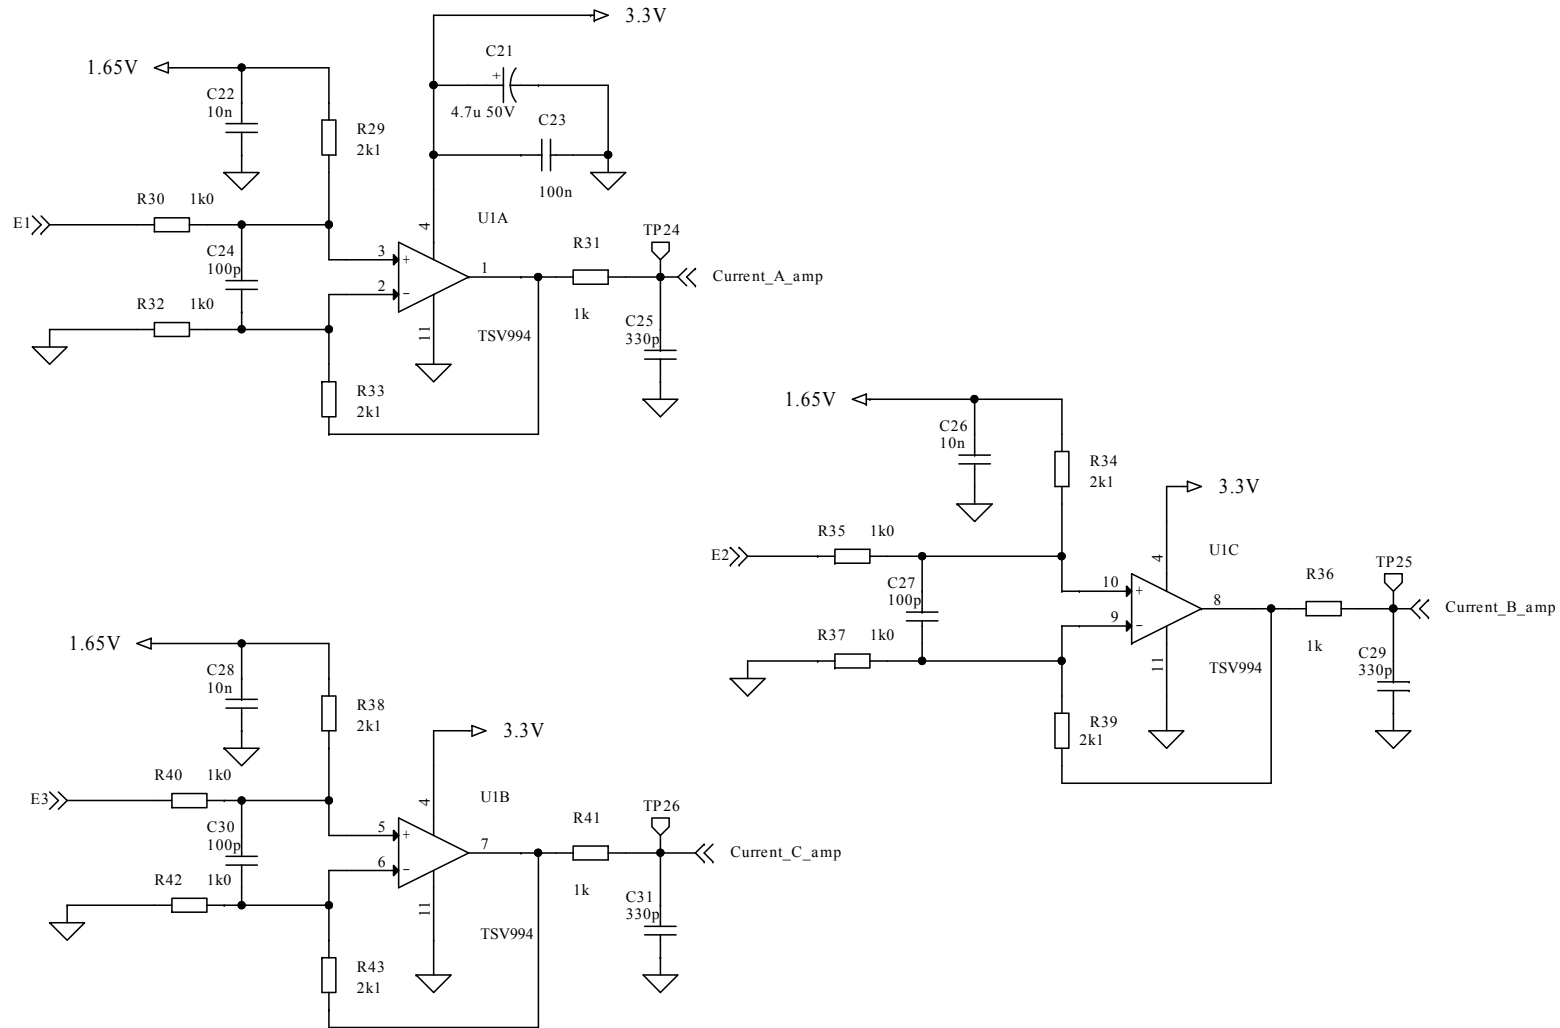 3.3V
C21
+
4.7u 50V
C23
100n
1.65V
C22
10n
R29
2k1
R30 1k0
E1
C24
100p
R32 1k0
4
U1A
3
+
2
−
1
11
TSV994
R31
1k
TP24
Current_A_amp
C25
330p
R33
2k1
1.65V
C26
10n
R34
2k1
3.3V
R35 1k0
E2
C27
100p
R37 1k0
4
U1C
10
+
9
−
8
11
TSV994
R36
1k
TP25
Current_B_amp
C29
330p
R39
2k1
1.65V
C28
10n
R38
2k1
3.3V
R40 1k0
E3
C30
100p
R42 1k0
4
U1B
5
+
6
−
7
11
TSV994
R41
1k
TP26
Current_C_amp
C31
330p
R43
2k1